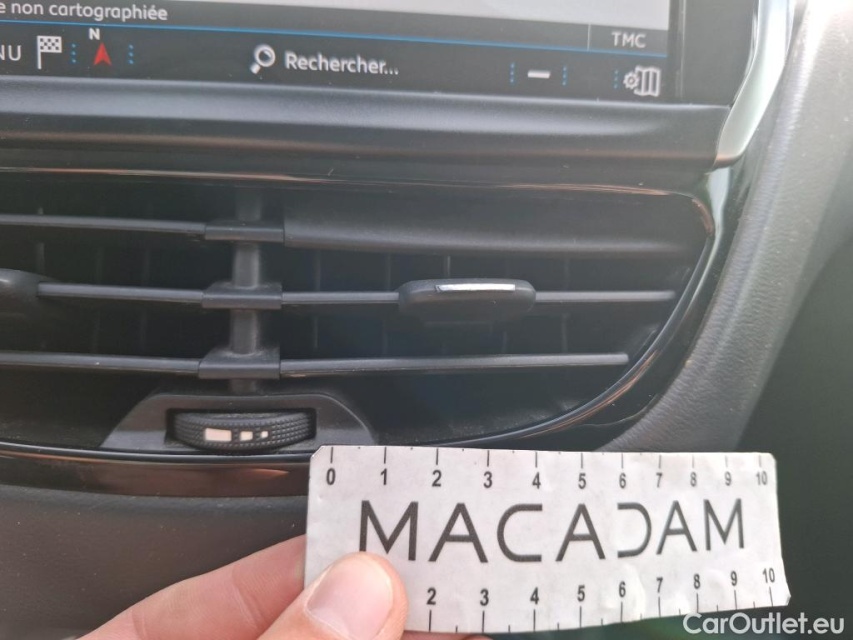 e non cartographiée
TMC
NU
N
Rechercher...
0 1 2 3 4 5 6 7 8 9 10
MACADAM
2 3 4 5 6 7 8 9 10
CarOutlet.eu